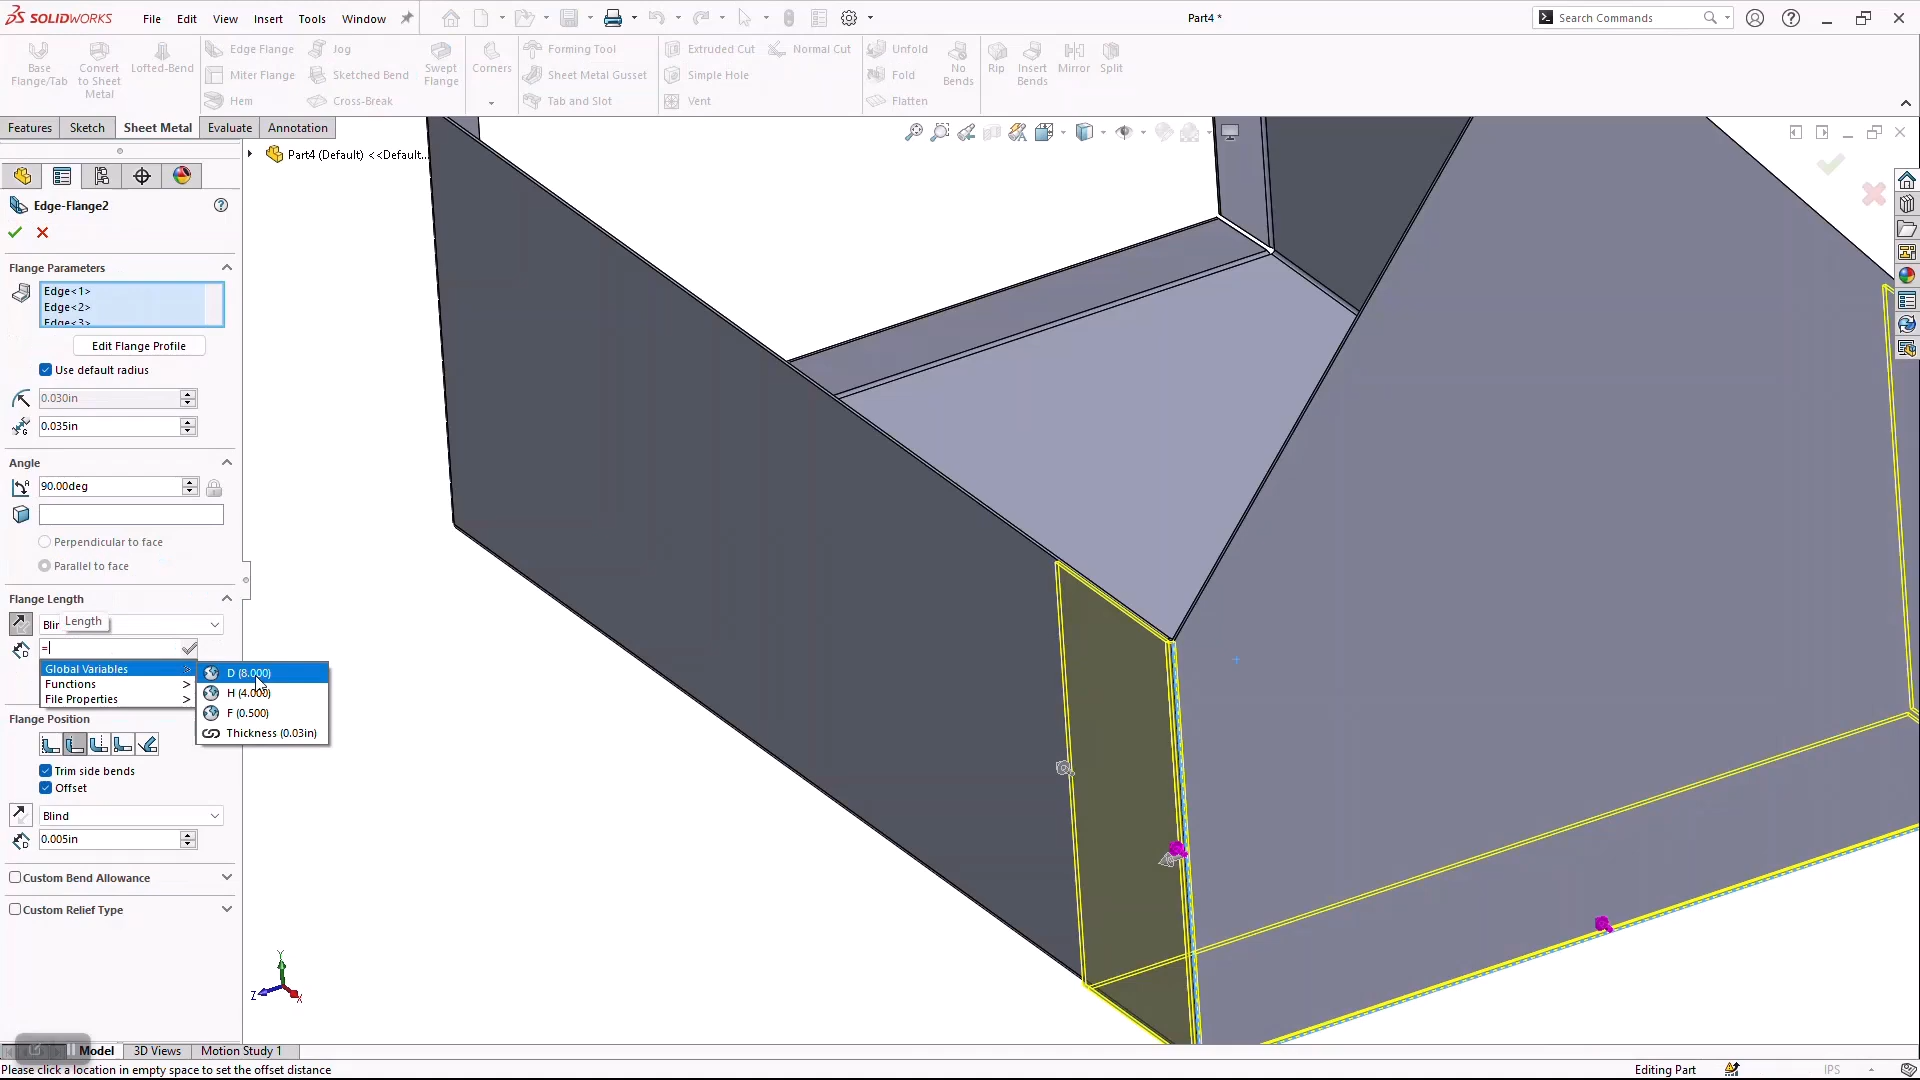 SOLIDWORKS
File Edit View Insert Tools Window
Part4 *
Search Commands
Base Flange/Tab
Convert to Sheet Metal
Lofted-Bend
Edge Flange
Miter Flange
Hem
Jog
Sketched Bend
Cross-Break
Swept Flange
Corners
Forming Tool
Sheet Metal Gusset
Tab and Slot
Extruded Cut
Simple Hole
Vent
Normal Cut
Unfold
Fold
Flatten
No Bends
Rip
Insert Bends
Mirror
Split
Features Sketch Sheet Metal Evaluate Annotation
Part4 (Default) <<Default...
Edge-Flange2
Flange Parameters
Edge<1>
Edge<2>
Edge<3>
Edit Flange Profile
Use default radius
0.030in
0.035in
Angle
90.00deg
Perpendicular to face
Parallel to face
Flange Length
Blin
Length
=
Global Variables >
Functions >
File Properties >
D (8.000)
H (4.000)
F (0.500)
Thickness (0.03in)
Flange Position
Trim side bends
Offset
Blind
0.005in
Custom Bend Allowance
Custom Relief Type
Y
Z
X
Model 3D Views Motion Study 1
Please click a location in empty space to set the offset distance
Editing Part
IPS